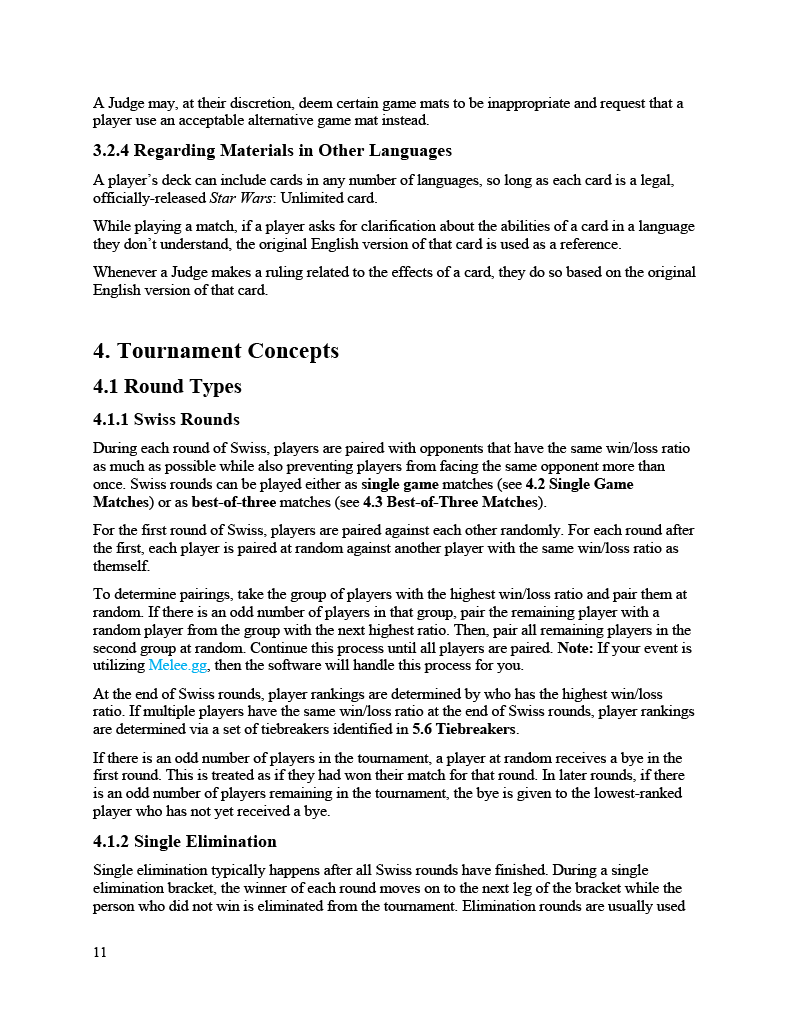 A Judge may, at their discretion, deem certain game mats to be inappropriate and request that a
player use an acceptable alternative game mat instead.
3.2.4 Regarding Materials in Other Languages
A player’s deck can include cards in any number of languages, so long as each card is a legal,
officially-released Star Wars: Unlimited card.
While playing a match, if a player asks for clarification about the abilities of a card in a language
they don’t understand, the original English version of that card is used as a reference.
Whenever a Judge makes a ruling related to the effects of a card, they do so based on the original
English version of that card.
4. Tournament Concepts
4.1 Round Types
4.1.1 Swiss Rounds
During each round of Swiss, players are paired with opponents that have the same win/loss ratio
as much as possible while also preventing players from facing the same opponent more than
once. Swiss rounds can be played either as single game matches (see 4.2 Single Game
Matches) or as best-of-three matches (see 4.3 Best-of-Three Matches).
For the first round of Swiss, players are paired against each other randomly. For each round after
the first, each player is paired at random against another player with the same win/loss ratio as
themself.
To determine pairings, take the group of players with the highest win/loss ratio and pair them at
random. If there is an odd number of players in that group, pair the remaining player with a
random player from the group with the next highest ratio. Then, pair all remaining players in the
second group at random. Continue this process until all players are paired. Note: If your event is
utilizing Melee.gg, then the software will handle this process for you.
At the end of Swiss rounds, player rankings are determined by who has the highest win/loss
ratio. If multiple players have the same win/loss ratio at the end of Swiss rounds, player rankings
are determined via a set of tiebreakers identified in 5.6 Tiebreakers.
If there is an odd number of players in the tournament, a player at random receives a bye in the
first round. This is treated as if they had won their match for that round. In later rounds, if there
is an odd number of players remaining in the tournament, the bye is given to the lowest-ranked
player who has not yet received a bye.
4.1.2 Single Elimination
Single elimination typically happens after all Swiss rounds have finished. During a single
elimination bracket, the winner of each round moves on to the next leg of the bracket while the
person who did not win is eliminated from the tournament. Elimination rounds are usually used
11